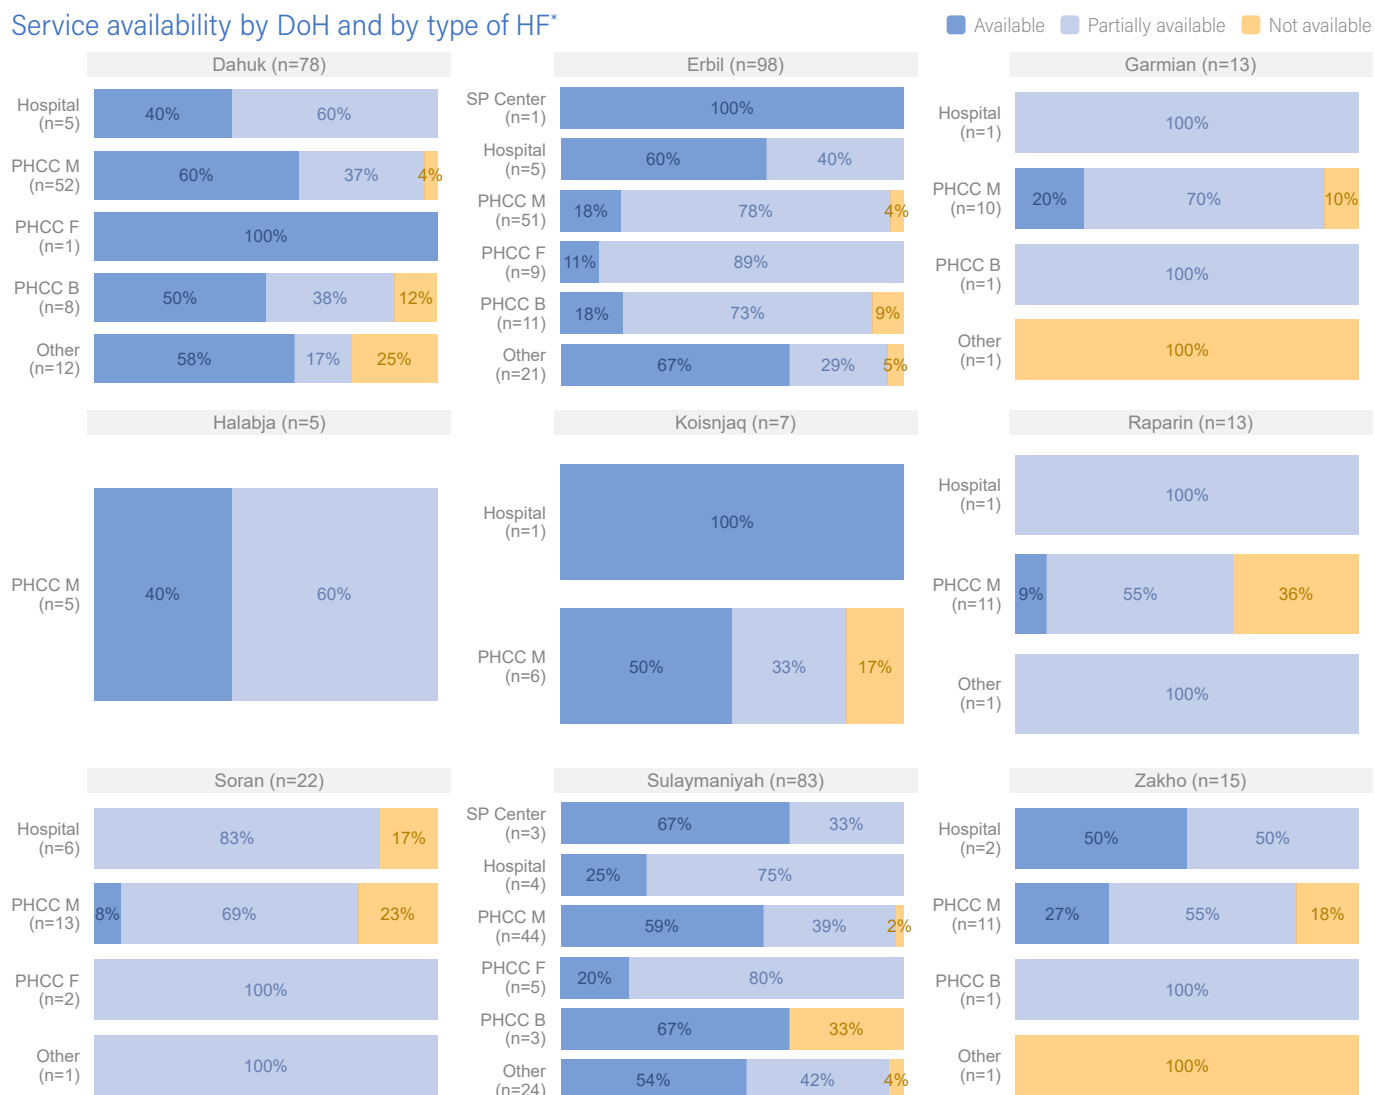 Service availability by DoH and by type of HF*
Available Partially available Not available
Dahuk (n=78)
Hospital
(n=5)
40% 60%
PHCC M
(n=52)
60% 37% 4%
PHCC F
(n=1)
100%
PHCC B
(n=8)
50% 38% 12%
Other
(n=12)
58% 17% 25%
Erbil (n=98)
SP Center
(n=1)
100%
Hospital
(n=5)
60% 40%
PHCC M
(n=51)
18% 78% 4%
PHCC F
(n=9)
11% 89%
PHCC B
(n=11)
18% 73% 9%
Other
(n=21)
67% 29% 5%
Garmian (n=13)
Hospital
(n=1)
100%
PHCC M
(n=10)
20% 70% 10%
PHCC B
(n=1)
100%
Other
(n=1)
100%
Halabja (n=5)
PHCC M
(n=5)
40% 60%
Koisnjaq (n=7)
Hospital
(n=1)
100%
PHCC M
(n=6)
50% 33% 17%
Raparin (n=13)
Hospital
(n=1)
100%
PHCC M
(n=11)
9% 55% 36%
Other
(n=1)
100%
Soran (n=22)
Hospital
(n=6)
83% 17%
PHCC M
(n=13)
8% 69% 23%
PHCC F
(n=2)
100%
Other
(n=1)
100%
Sulaymaniyah (n=83)
SP Center
(n=3)
67% 33%
Hospital
(n=4)
25% 75%
PHCC M
(n=44)
59% 39% 2%
PHCC F
(n=5)
20% 80%
PHCC B
(n=3)
67% 33%
Other
(n=24)
54% 42% 4%
Zakho (n=15)
Hospital
(n=2)
50% 50%
PHCC M
(n=11)
27% 55% 18%
PHCC B
(n=1)
100%
Other
(n=1)
100%